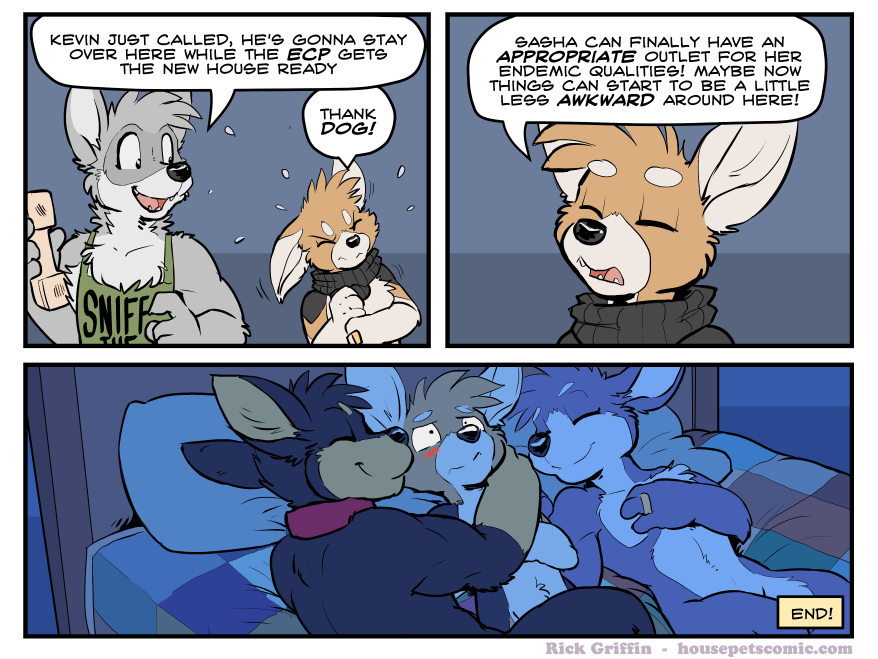 KEVIN JUST CALLED, HE'S GONNA STAY
OVER HERE WHILE THE ECP GETS
THE NEW HOUSE READY
THANK
DOG!
SNIFF
THE
SASHA CAN FINALLY HAVE AN
APPROPRIATE OUTLET FOR HER
ENDEMIC QUALITIES! MAYBE NOW
THINGS CAN START TO BE A LITTLE
LESS AWKWARD AROUND HERE!
END!
Rick Griffin - housepetscomic.com